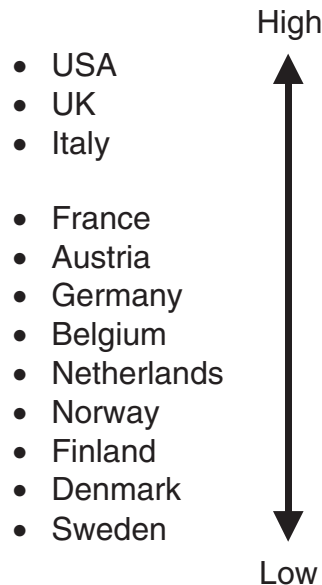 High
• USA
• UK
• Italy
• France
• Austria
• Germany
• Belgium
• Netherlands
• Norway
• Finland
• Denmark
• Sweden
Low